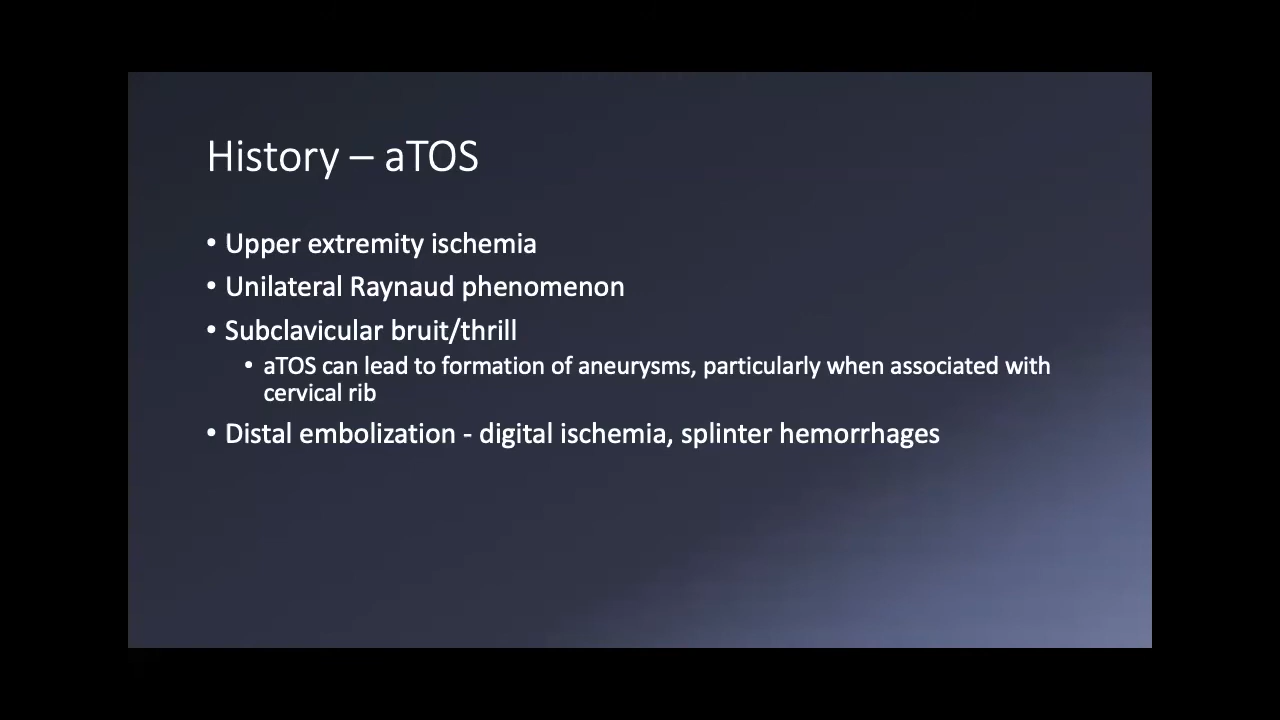 History – aTOS
• Upper extremity ischemia
• Unilateral Raynaud phenomenon
• Subclavicular bruit/thrill
• aTOS can lead to formation of aneurysms, particularly when associated with
cervical rib
• Distal embolization - digital ischemia, splinter hemorrhages